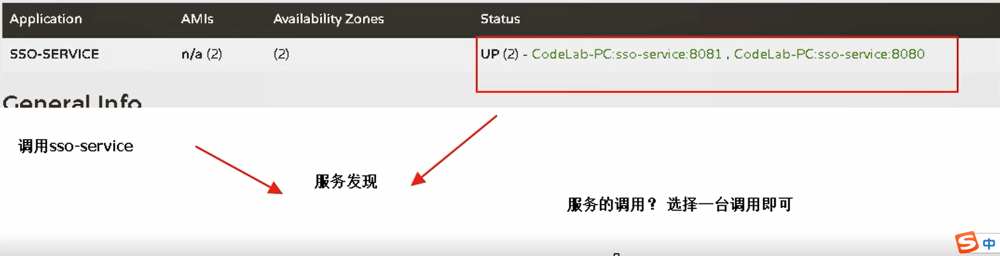 Application AMIs Availability Zones Status
SSO-SERVICE n/a (2) (2) UP (2) - CodeLab-PC:sso-service:8081 , CodeLab-PC:sso-service:8080
General Info
调用sso-service
服务发现
服务的调用？ 选择一台调用即可
S 中